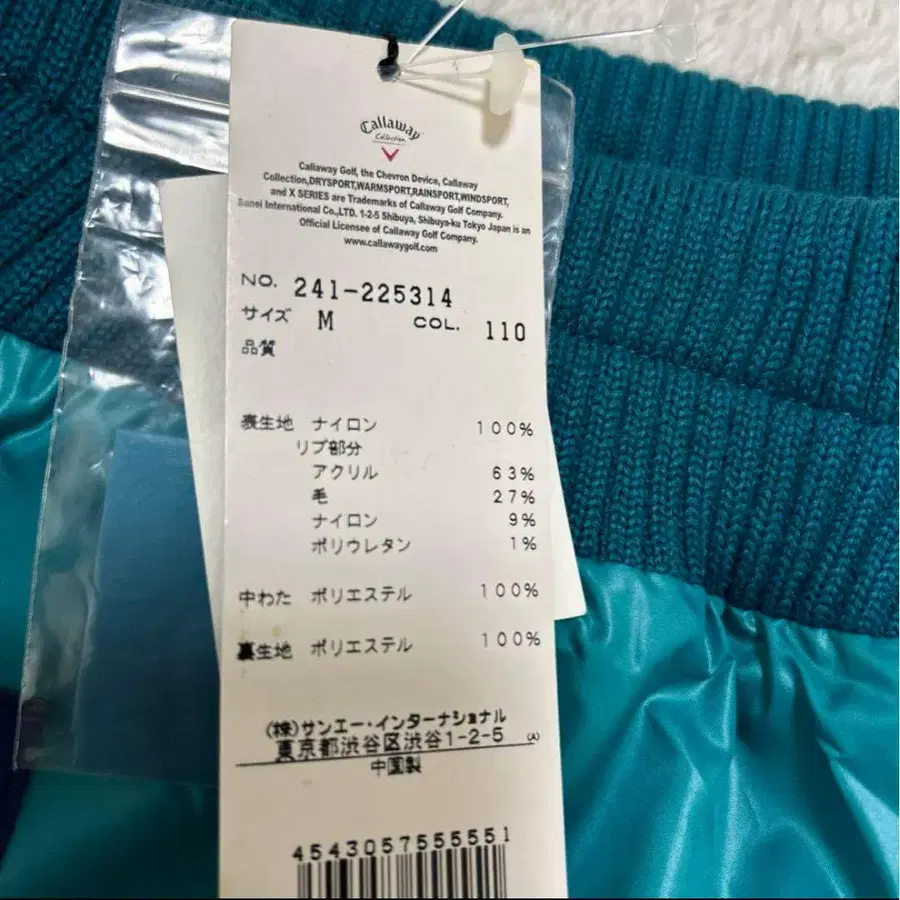 Callaway
Collection
Callaway Golf, the Chevron Device, Callaway
Collection,DRYSPORT,WARMSPORT,RAINSPORT,WINDSPORT,
and X SERIES are Trademarks of Callaway Golf Company.
Sanei International Co.,LTD. 1-2-5 Shibuya, Shibuya-ku Tokyo Japan is an
Official Licensee of Callaway Golf Company.
www.callawaygolf.com
NO. 241-225314
サイズ M COL. 110
品質
表生地 ナイロン 100%
リブ部分
アクリル 63%
毛 27%
ナイロン 9%
ポリウレタン 1%
中わた ポリエステル 100%
裏生地 ポリエステル 100%
(株)サンエー・インターナショナル
東京都渋谷区渋谷1-2-5
中国製
4543057555551